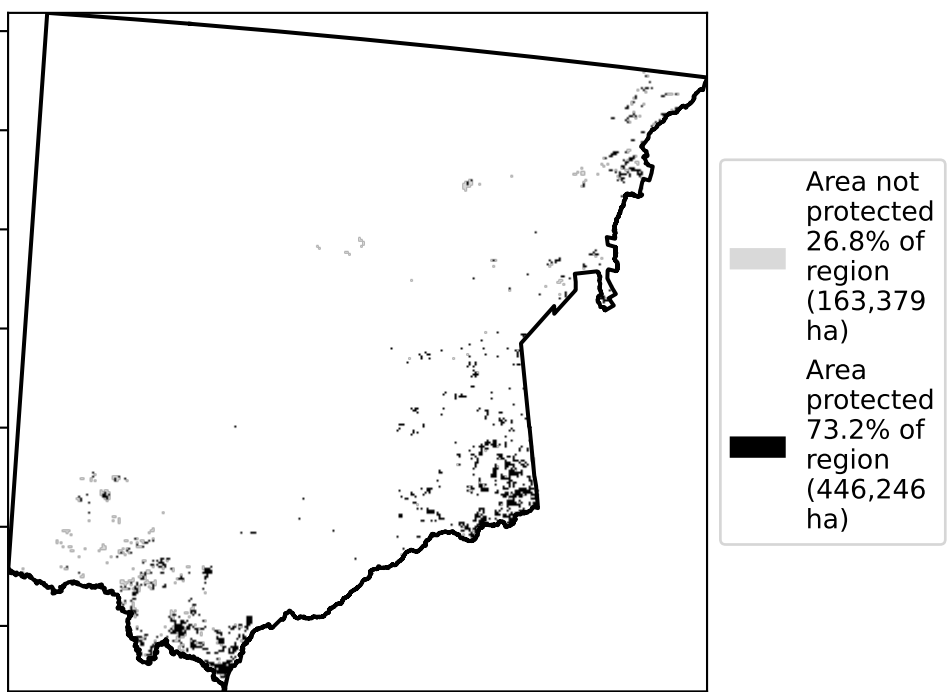 Area not
protected
26.8% of
region
(163,379
ha)
Area
protected
73.2% of
region
(446,246
ha)